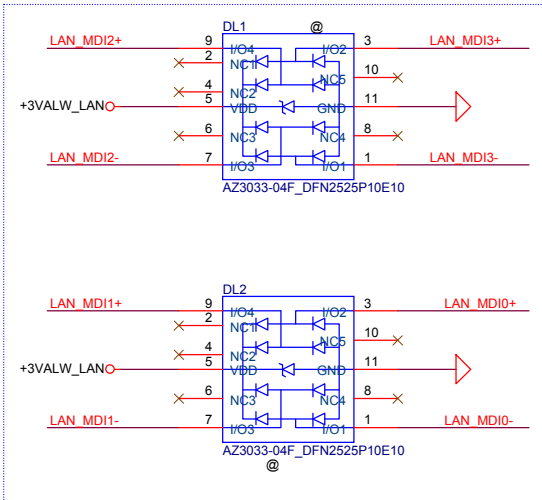 DL1 @
LAN_MDI2+ 9 I/O4 I/O2 3 LAN_MDI3+
2 NC1
NC5 10
4 NC2
+3VALW_LAN 5 VDD GND 11
6 NC3 NC4 8
LAN_MDI2- 7 I/O3 I/O1 1 LAN_MDI3-
AZ3033-04F_DFN2525P10E10
DL2
LAN_MDI1+ 9 I/O4 I/O2 3 LAN_MDI0+
2 NC1
NC5 10
4 NC2
+3VALW_LAN 5 VDD GND 11
6 NC3 NC4 8
LAN_MDI1- 7 I/O3 I/O1 1 LAN_MDI0-
AZ3033-04F_DFN2525P10E10
@